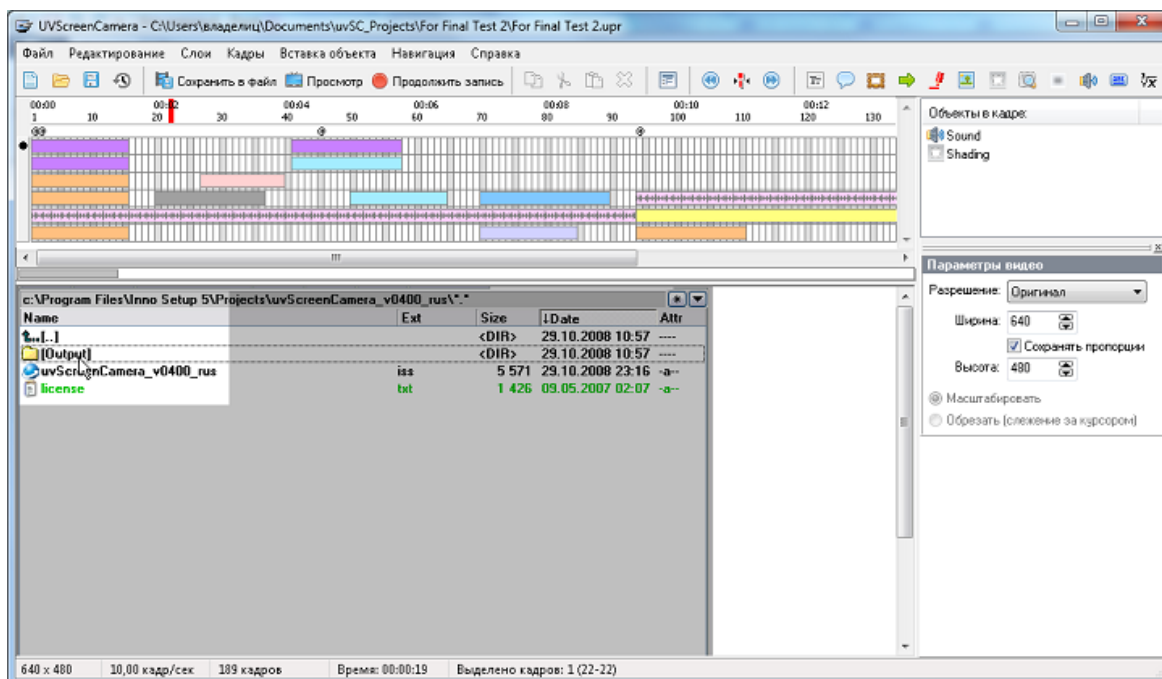 UVScreenCamera - C:\Users\владелиц\Documents\uvSC_Projects\For Final Test 2\For Final Test 2.upr
Файл Редактирование Слои Кадры Вставка объекта Навигация Справка
Сохранить в файл Просмотр Продолжить запись
00:00 00:02 00:04 00:06 00:08 00:10 00:12
1 10 20 30 40 50 60 70 80 90 100 110 120 130
Объекты в кадре:
Sound
Shading
Параметры видео
Разрешение: Оригинал
Ширина: 640
Сохранять пропорции
Высота: 480
Масштабировать
Обрезать (слежение за курсором)
c:\Program Files\Inno Setup 5\Projects\uvScreenCamera_v0400_rus\*.*
Name Ext Size ↓Date Attr
[..] <DIR> 29.10.2008 10:57 ----
[Output] <DIR> 29.10.2008 10:57 ----
uvScreenCamera_v0400_rus iss 5 571 29.10.2008 23:16 -a--
license txt 1 426 09.05.2007 02:07 -a--
640 x 480 10,00 кадр/сек 189 кадров Время: 00:00:19 Выделено кадров: 1 (22-22)